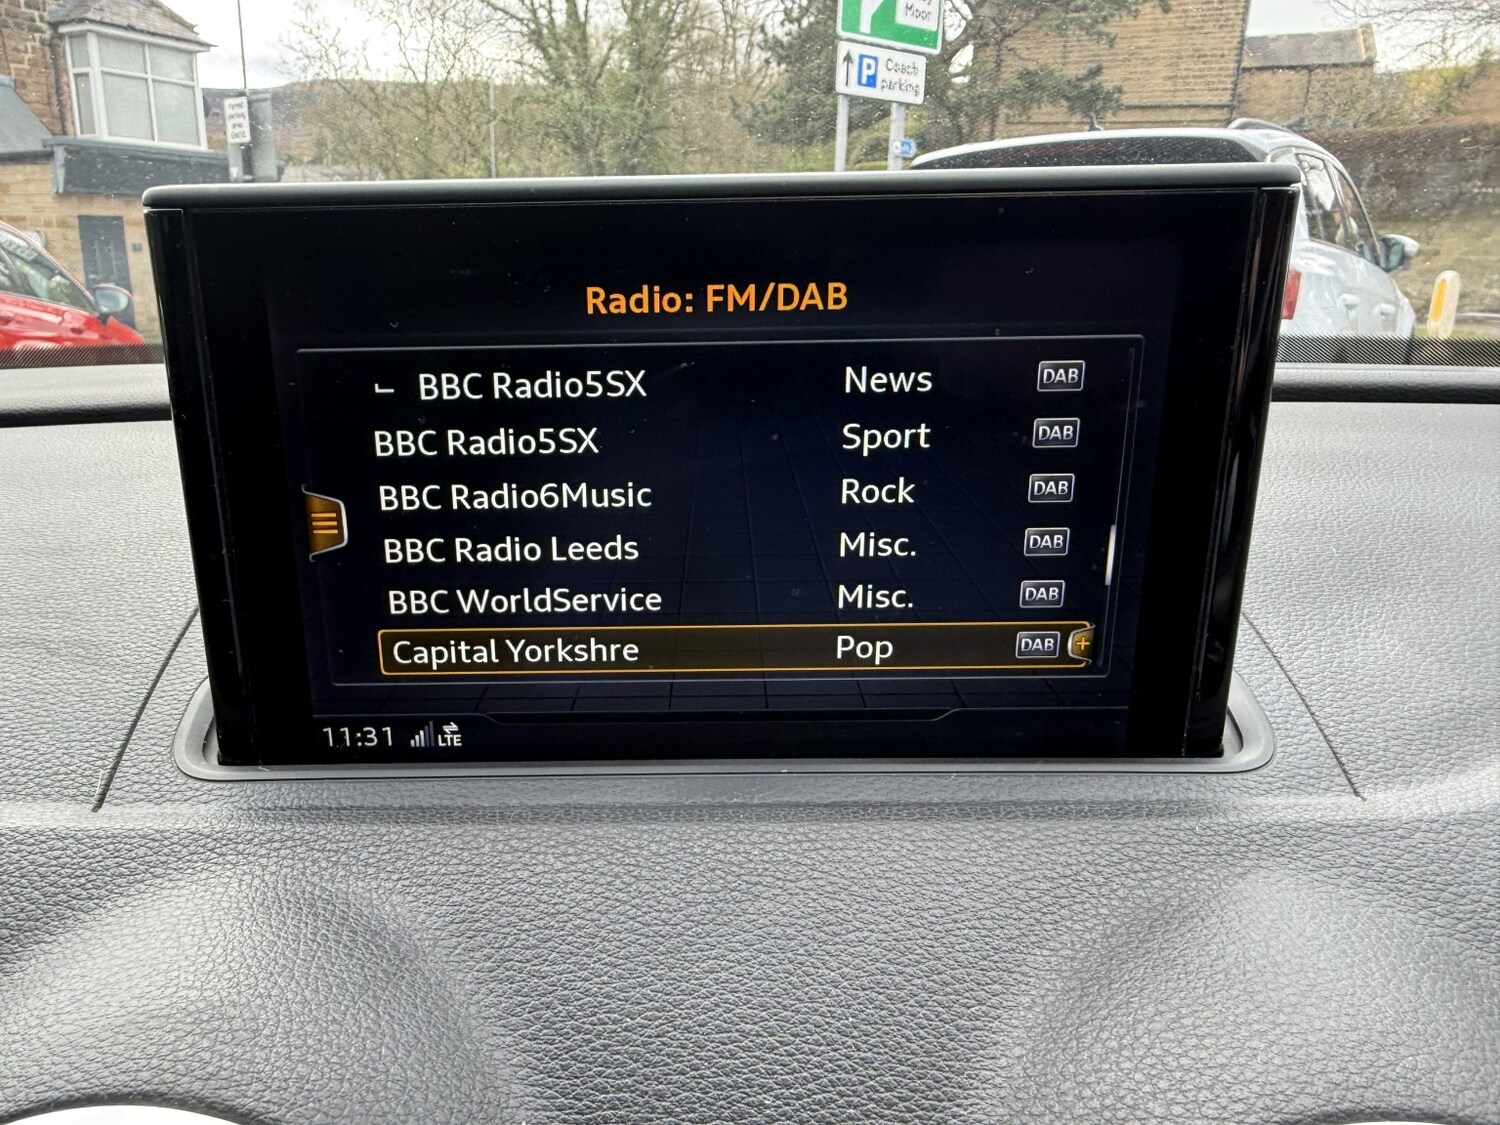 Moor
P Coach
parking
Radio: FM/DAB
BBC Radio5SX News DAB
BBC Radio5SX Sport DAB
BBC Radio6Music Rock DAB
BBC Radio Leeds Misc. DAB
BBC WorldService Misc. DAB
Capital Yorkshre Pop DAB +
11:31 LTE